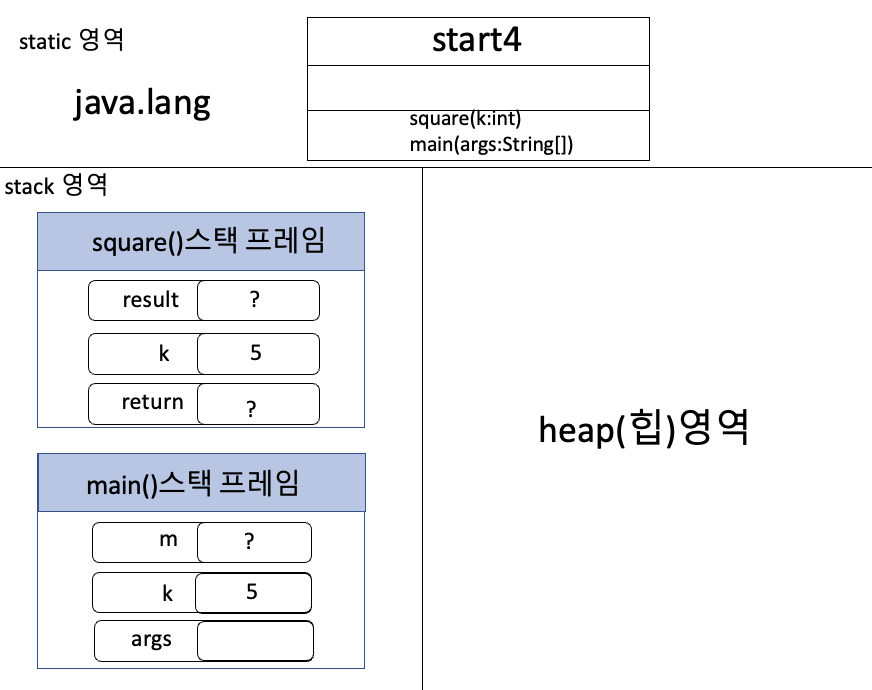 static 영역
java.lang
start4
square(k:int)
main(args:String[])
stack 영역
square()스택 프레임
result ?
k 5
return ?
main()스택 프레임
m ?
k 5
args
heap(힙)영역